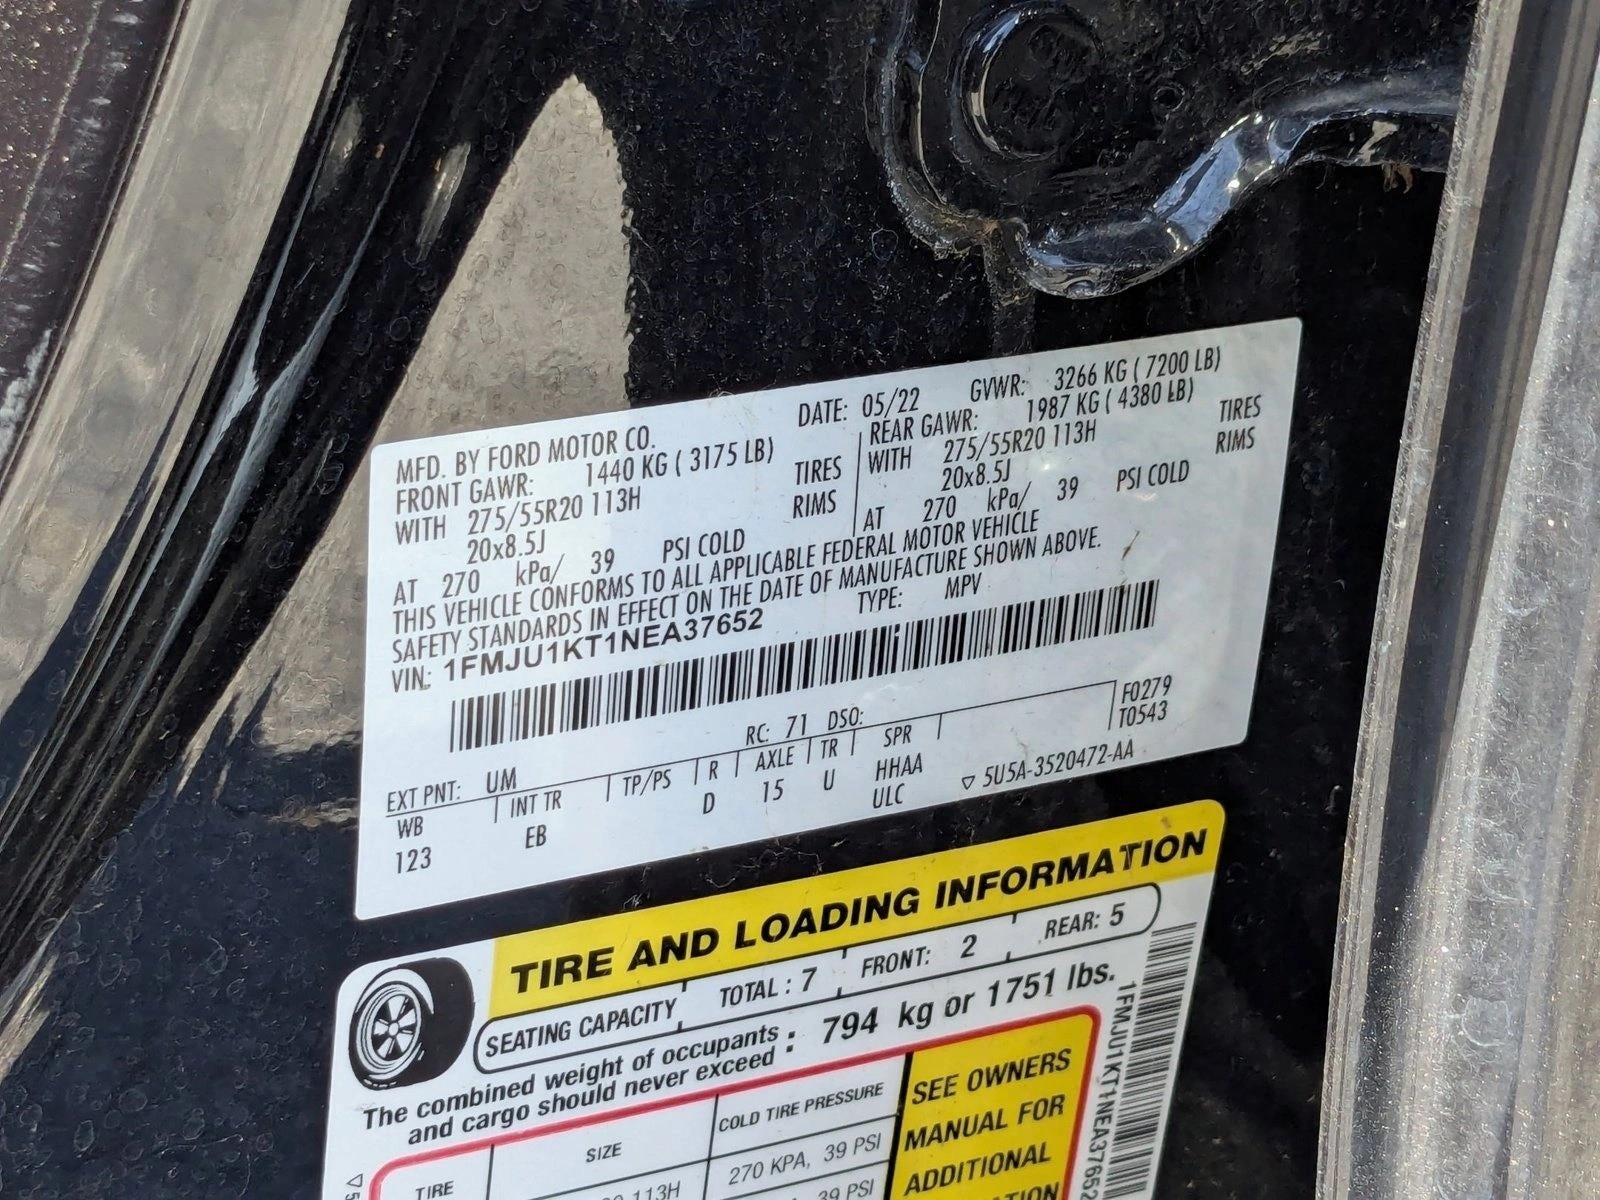 MFD. BY FORD MOTOR CO.
DATE: 05/22 GVWR: 3266 KG ( 7200 LB)
FRONT GAWR: 1440 KG ( 3175 LB)
REAR GAWR: 1987 KG ( 4380 LB)
WITH 275/55R20 113H TIRES
WITH 275/55R20 113H TIRES
20x8.5J RIMS
20x8.5J RIMS
AT 270 kPa/ 39 PSI COLD
AT 270 kPa/ 39 PSI COLD
THIS VEHICLE CONFORMS TO ALL APPLICABLE FEDERAL MOTOR VEHICLE
SAFETY STANDARDS IN EFFECT ON THE DATE OF MANUFACTURE SHOWN ABOVE.
VIN: 1FMJU1KT1NEA37652 TYPE: MPV
EXT PNT: UM RC: 71 DSO: F0279
WB INT TR TP/PS R AXLE TR SPR T0543
123 EB D 15 U HHAA
ULC ▽ 5U5A-3520472-AA
TIRE AND LOADING INFORMATION
SEATING CAPACITY TOTAL : 7 FRONT: 2 REAR: 5
The combined weight of occupants
and cargo should never exceed : 794 kg or 1751 lbs.
TIRE SIZE COLD TIRE PRESSURE
113H 270 KPA, 39 PSI
39 PSI
SEE OWNERS
MANUAL FOR
ADDITIONAL
1FMJU1KT1NEA37652